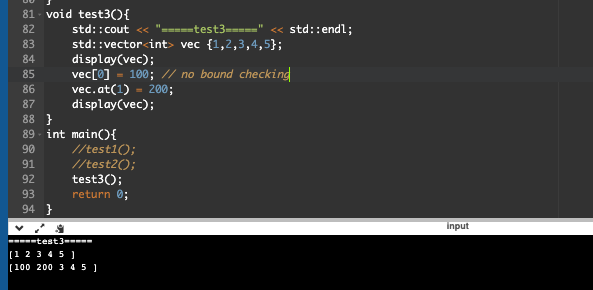 81 void test3(){
82 std::cout << "=====test3=====" << std::endl;
83 std::vector<int> vec {1,2,3,4,5};
84 display(vec);
85 vec[0] = 100; // no bound checking
86 vec.at(1) = 200;
87 display(vec);
88 }
89 int main(){
90 //test1();
91 //test2();
92 test3();
93 return 0;
94 }
input
=====test3=====
[1 2 3 4 5 ]
[100 200 3 4 5 ]